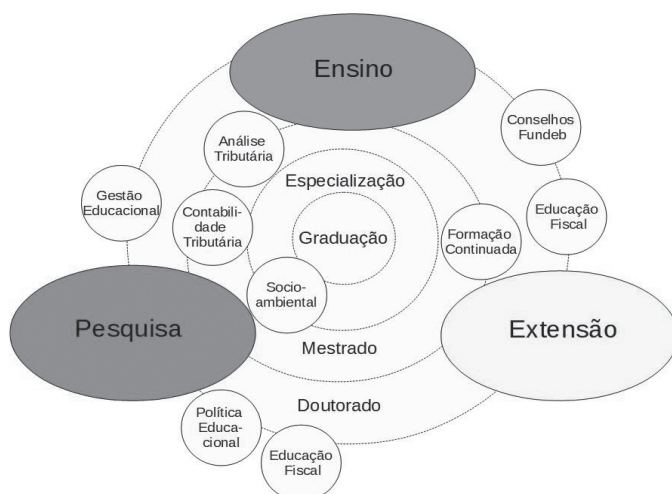 Ensino
Conselhos
Fundeb
Análise
Tributária
Especialização
Gestão
Educacional
Contabili-
dade
Tributária
Graduação
Formação
Continuada
Educação
Fiscal
Socio-
ambiental
Pesquisa
Extensão
Mestrado
Doutorado
Política
Educa-
cional
Educação
Fiscal